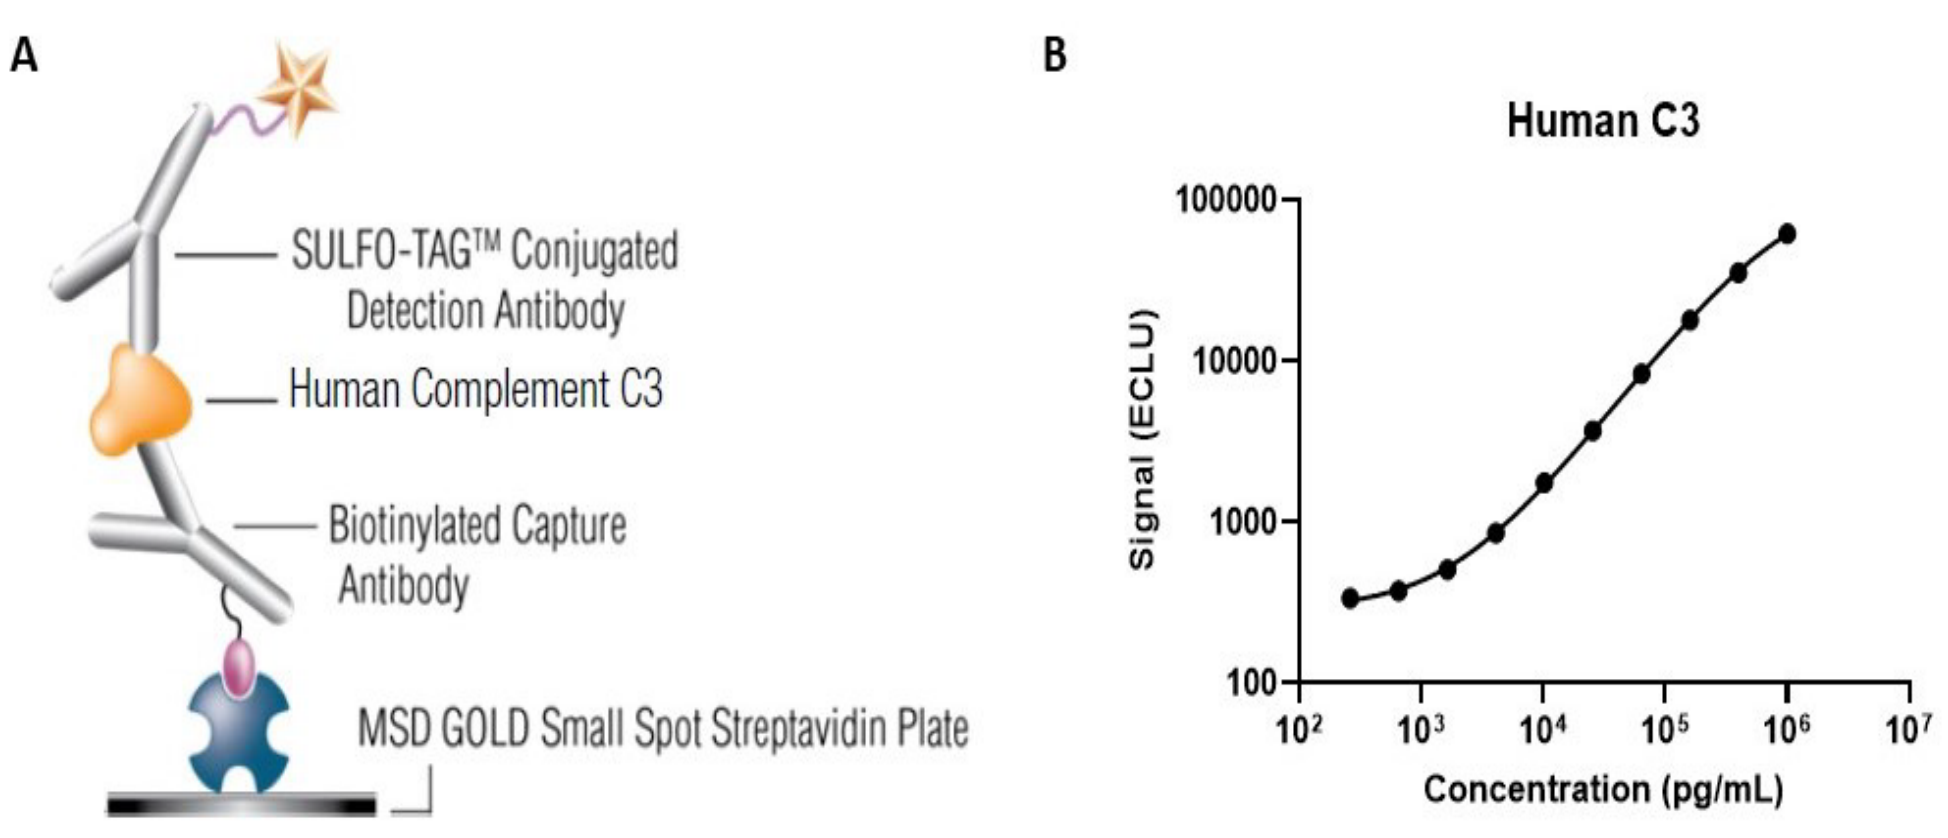 A
SULFO-TAG™ Conjugated
Detection Antibody
Human Complement C3
Biotinylated Capture
Antibody
MSD GOLD Small Spot Streptavidin Plate
B
Human C3
Signal (ECLU)
100000
10000
1000
100
10² 10³ 10⁴ 10⁵ 10⁶ 10⁷
Concentration (pg/mL)